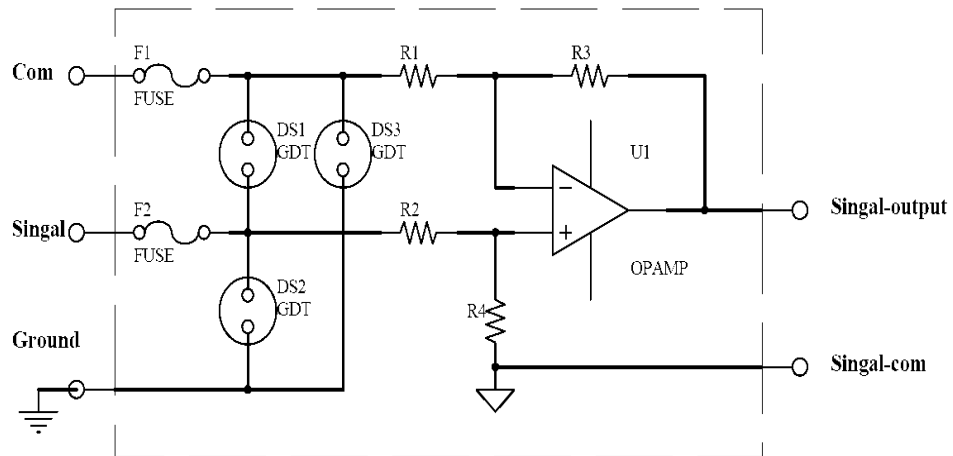 F1
R1
R3
Com
FUSE
DS1
GDT
DS3
GDT
U1
F2
R2
Singal
FUSE
−
+
Singal-output
OPAMP
DS2
GDT
R4
Ground
Singal-com